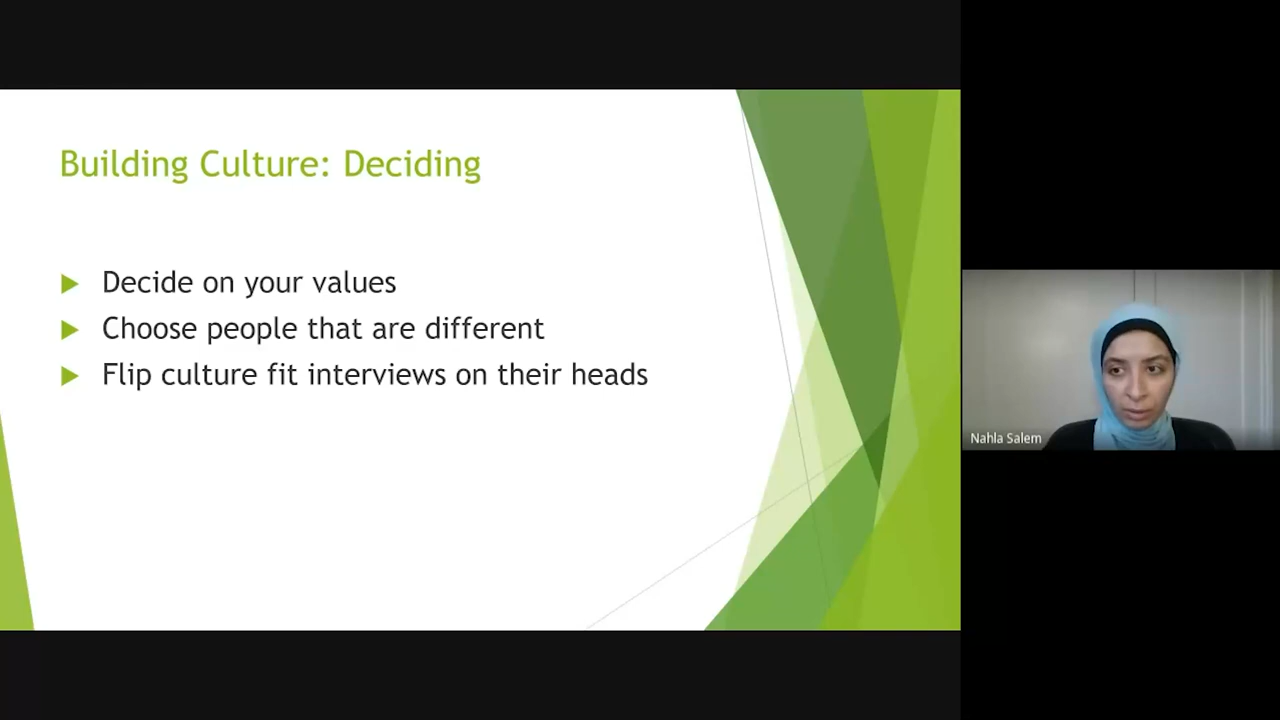 Building Culture: Deciding
Decide on your values
Choose people that are different
Flip culture fit interviews on their heads
Nahla Salem